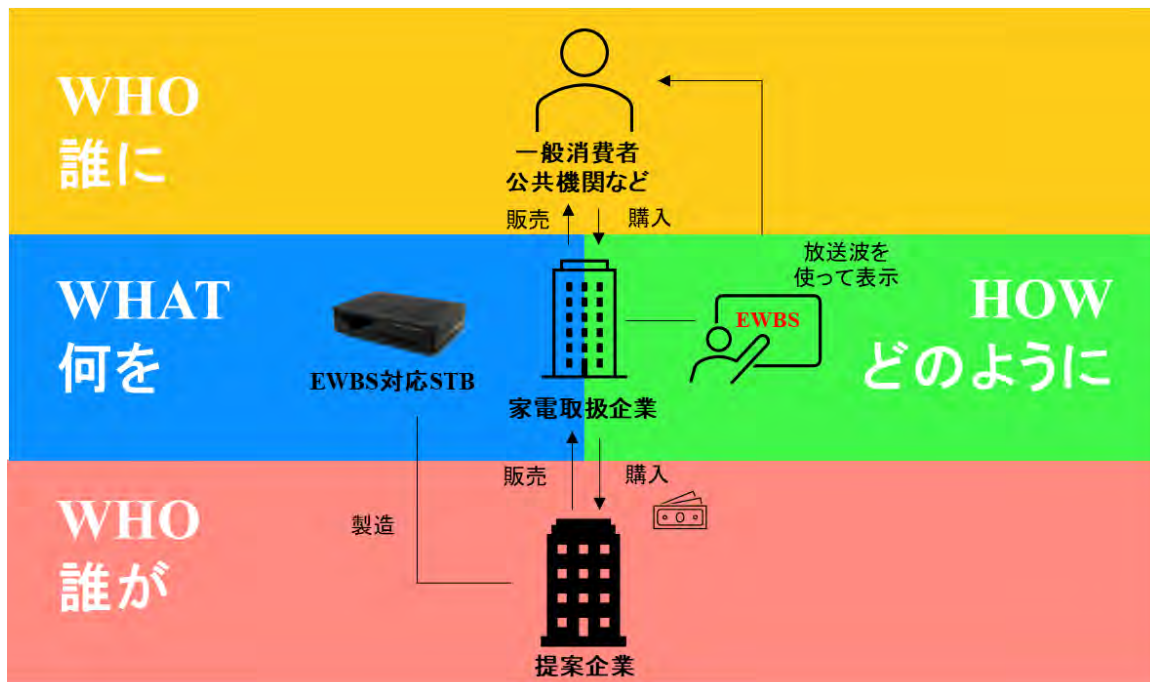 WHO
誰に
一般消費者
公共機関など
販売
購入
WHAT
何を
EWBS対応STB
家電取扱企業
EWBS
放送波を
使って表示
HOW
どのように
販売
購入
WHO
誰が
製造
提案企業